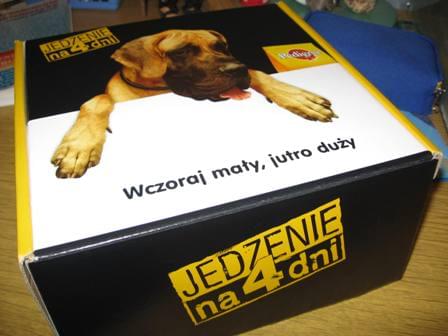 JEDZENIE
na 4 dni
Pedigree
Wczoraj mały, jutro duży
JEDZENIE
na 4 dni